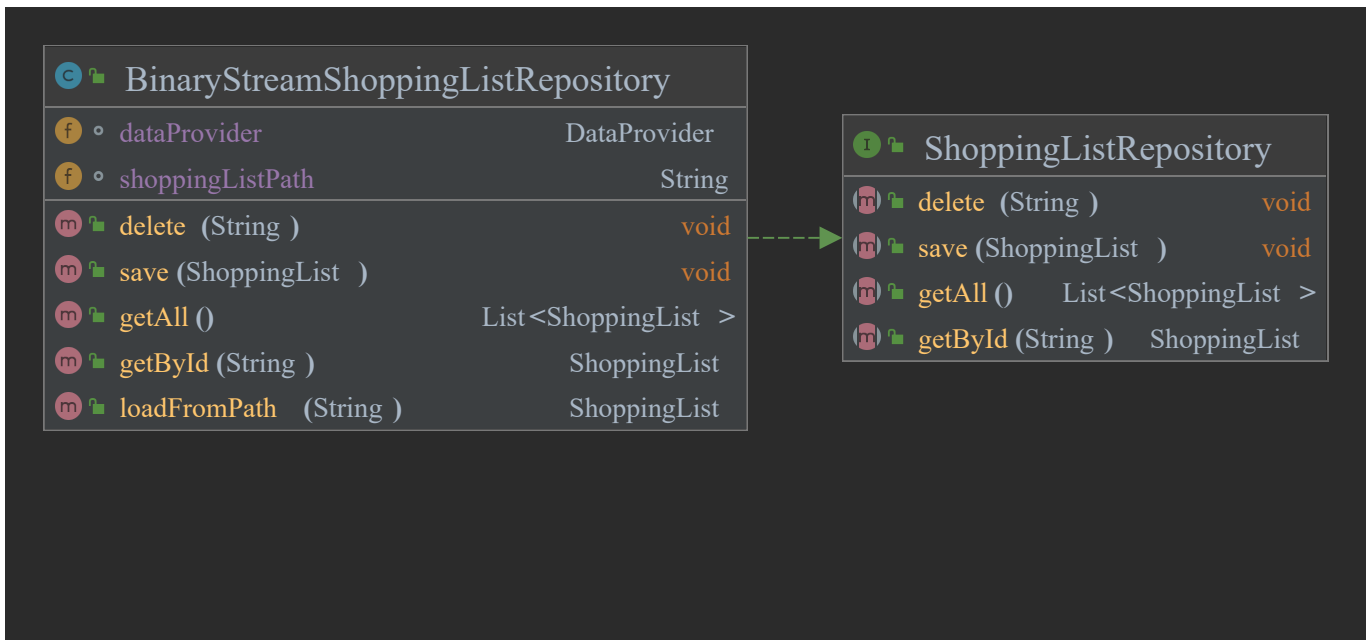 BinaryStreamShoppingListRepository
dataProvider DataProvider
shoppingListPath String
delete (String ) void
save (ShoppingList ) void
getAll () List<ShoppingList >
getById (String ) ShoppingList
loadFromPath (String ) ShoppingList
ShoppingListRepository
delete (String ) void
save (ShoppingList ) void
getAll () List<ShoppingList >
getById (String ) ShoppingList